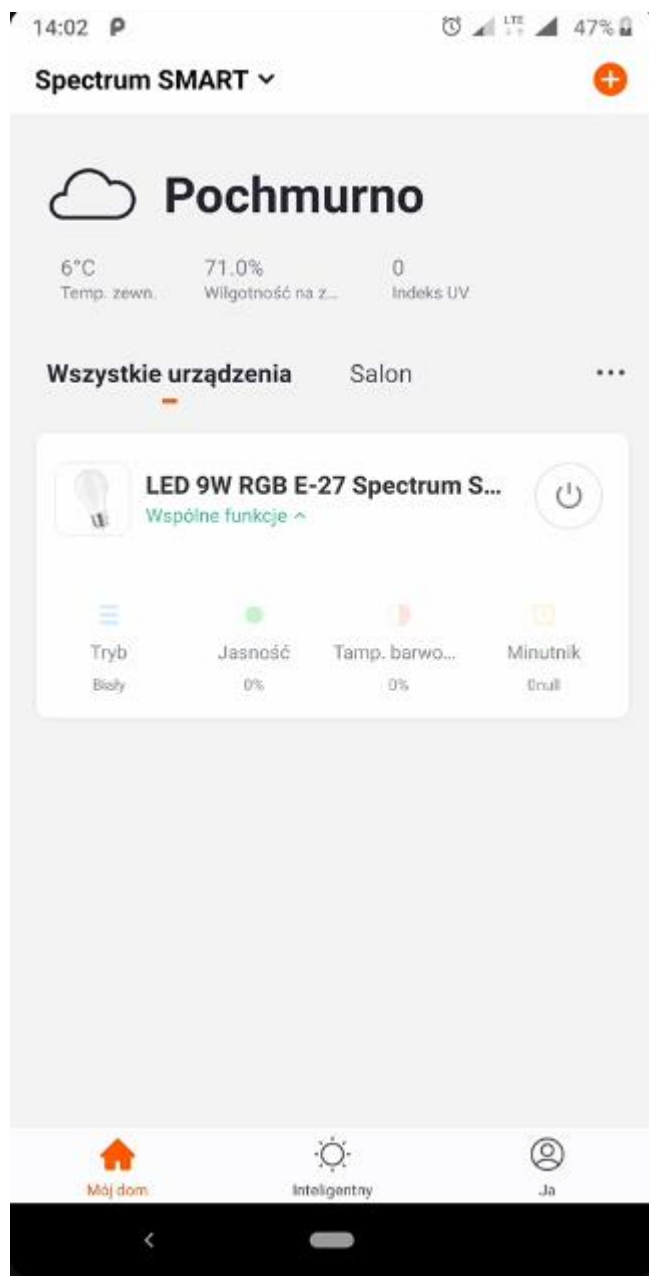 14:02
LTE
47%
Spectrum SMART
Pochmurno
6°C 71.0% 0
Temp. zewn. Wilgotność na z... Indeks UV
Wszystkie urządzenia Salon
LED 9W RGB E-27 Spectrum S...
Wspólne funkcje
Tryb Jasność Tamp. barwo... Minutnik
Biały 0% 0% 0null
Mój dom Inteligentny Ja